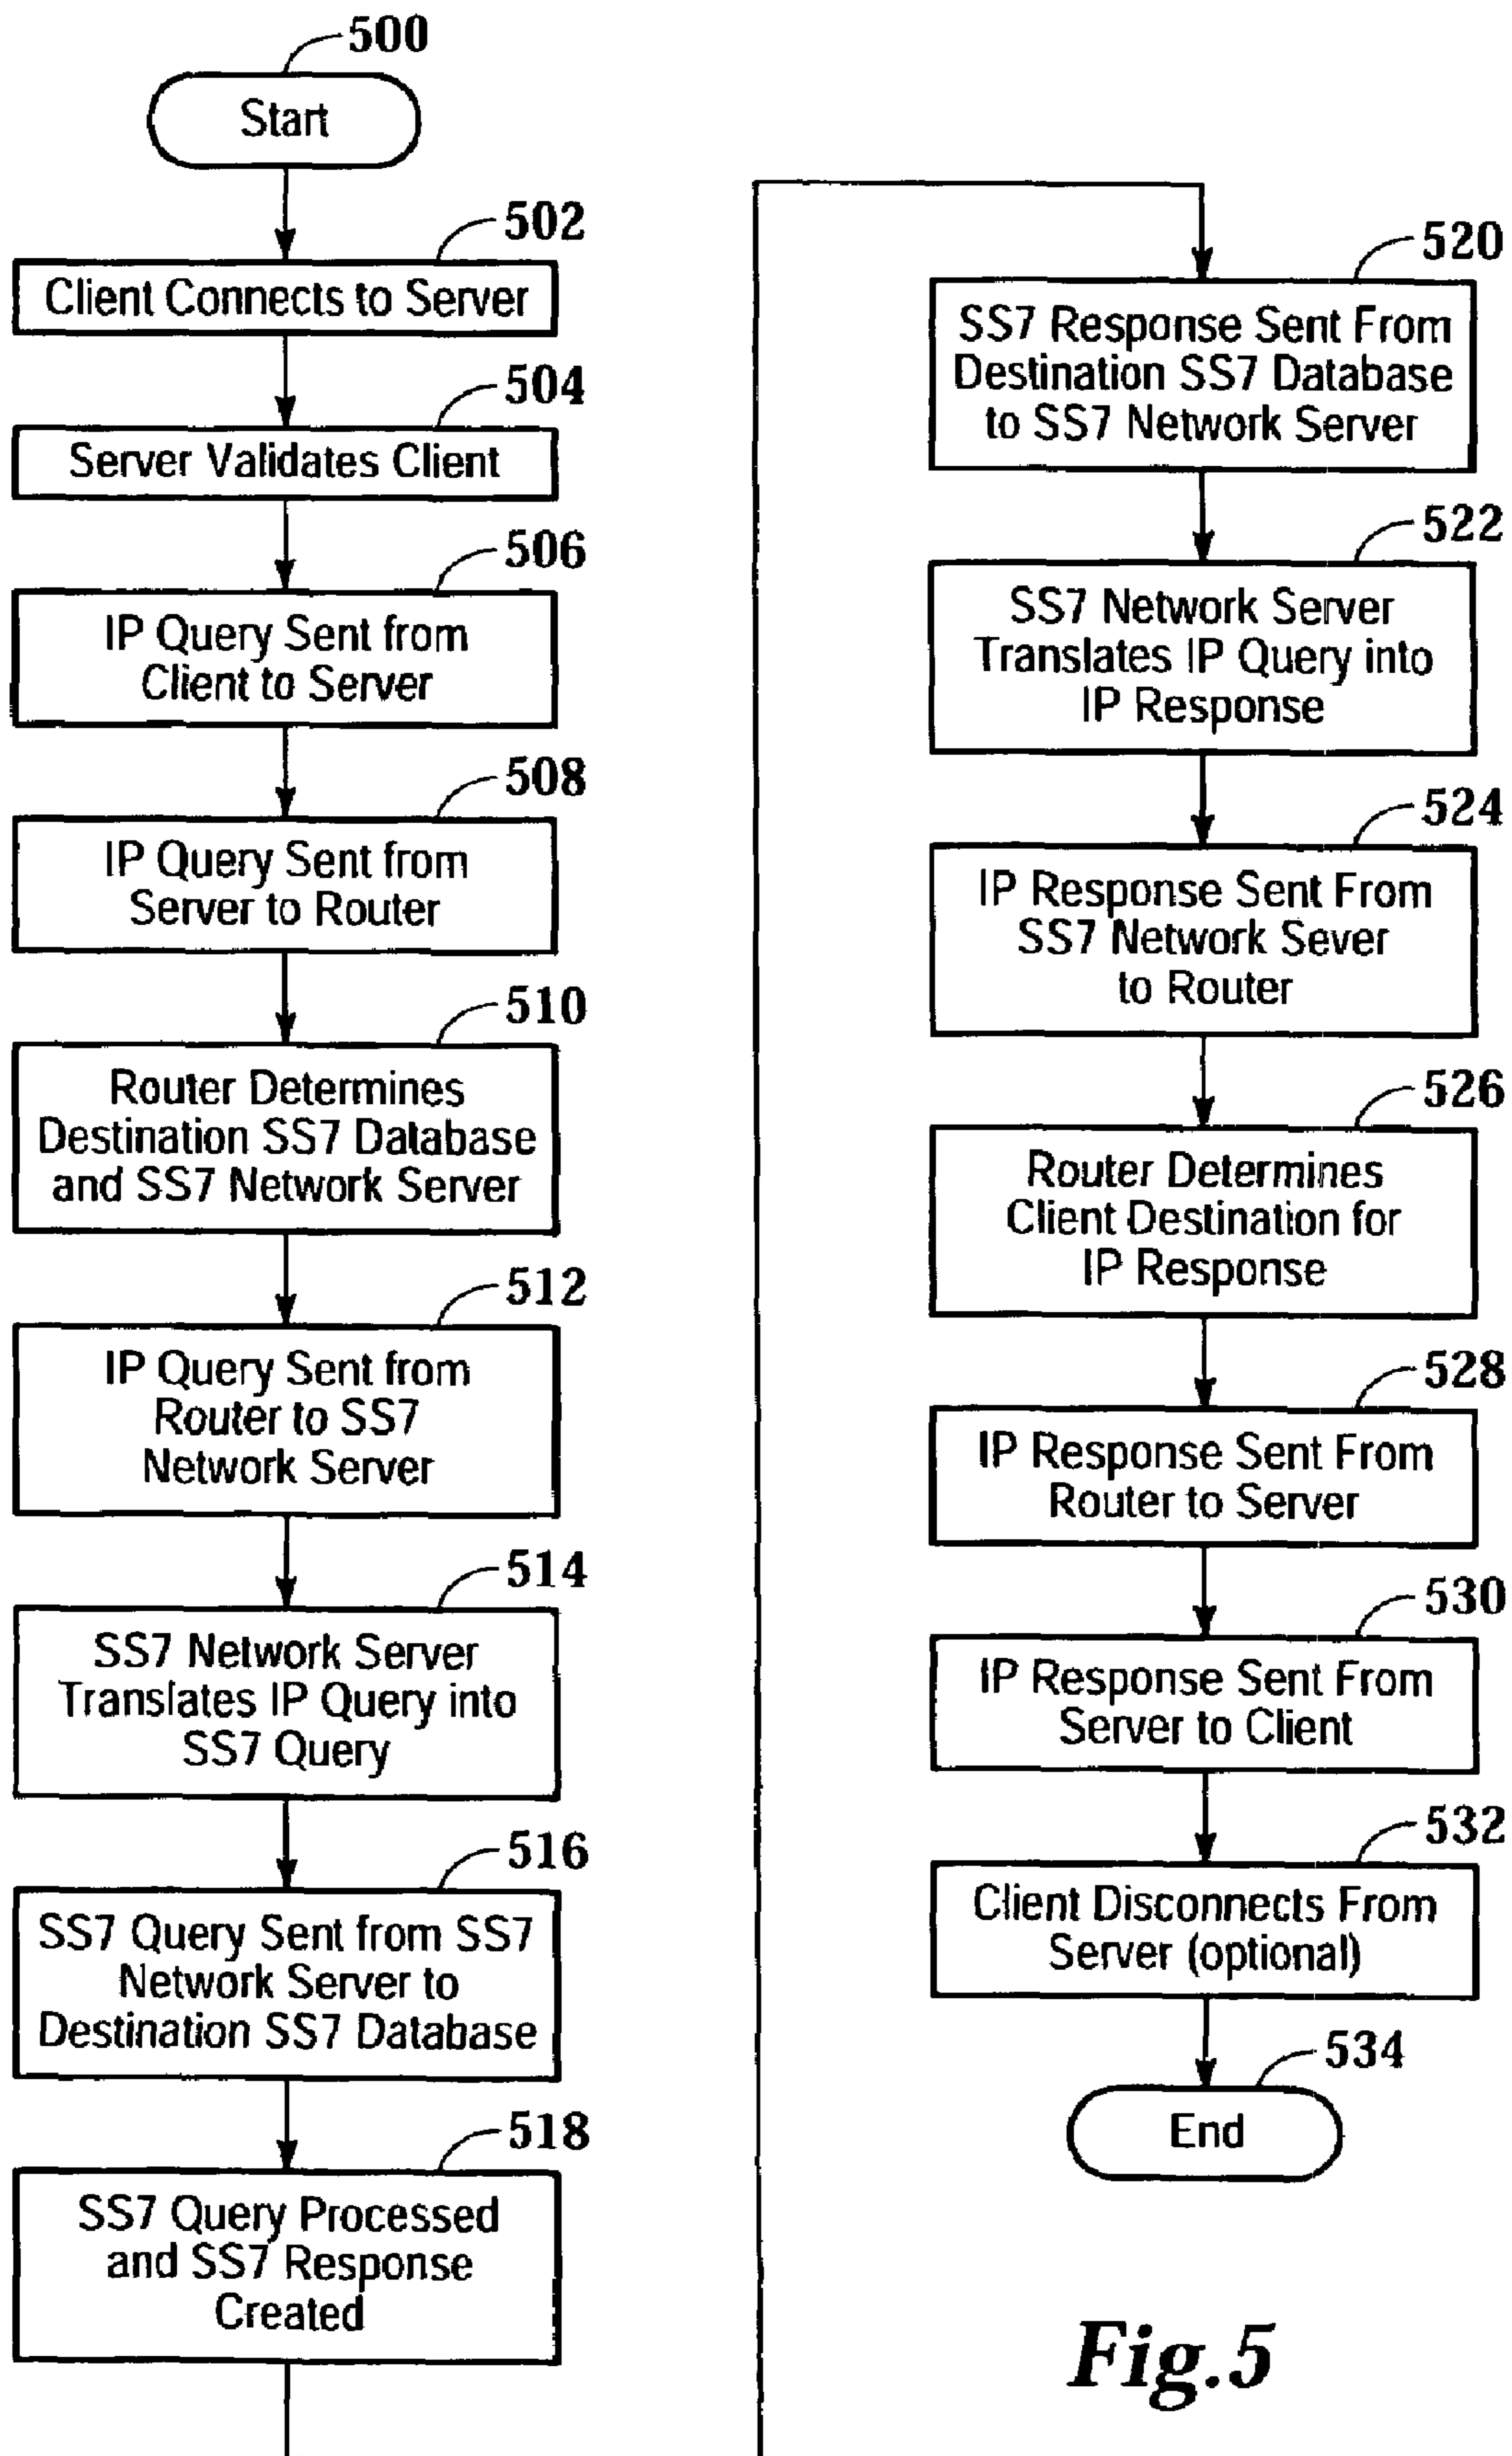 500
Start
502
Client Connects to Server
504
Server Validates Client
506
IP Query Sent from
Client to Server
508
IP Query Sent from
Server to Router
510
Router Determines
Destination SS7 Database
and SS7 Network Server
512
IP Query Sent from
Router to SS7
Network Server
514
SS7 Network Server
Translates IP Query into
SS7 Query
516
SS7 Query Sent from SS7
Network Server to
Destination SS7 Database
518
SS7 Query Processed
and SS7 Response
Created
520
SS7 Response Sent From
Destination SS7 Database
to SS7 Network Server
522
SS7 Network Server
Translates IP Query into
IP Response
524
IP Response Sent From
SS7 Network Sever
to Router
526
Router Determines
Client Destination for
IP Response
528
IP Response Sent From
Router to Server
530
IP Response Sent From
Server to Client
532
Client Disconnects From
Server (optional)
534
End
Fig.5